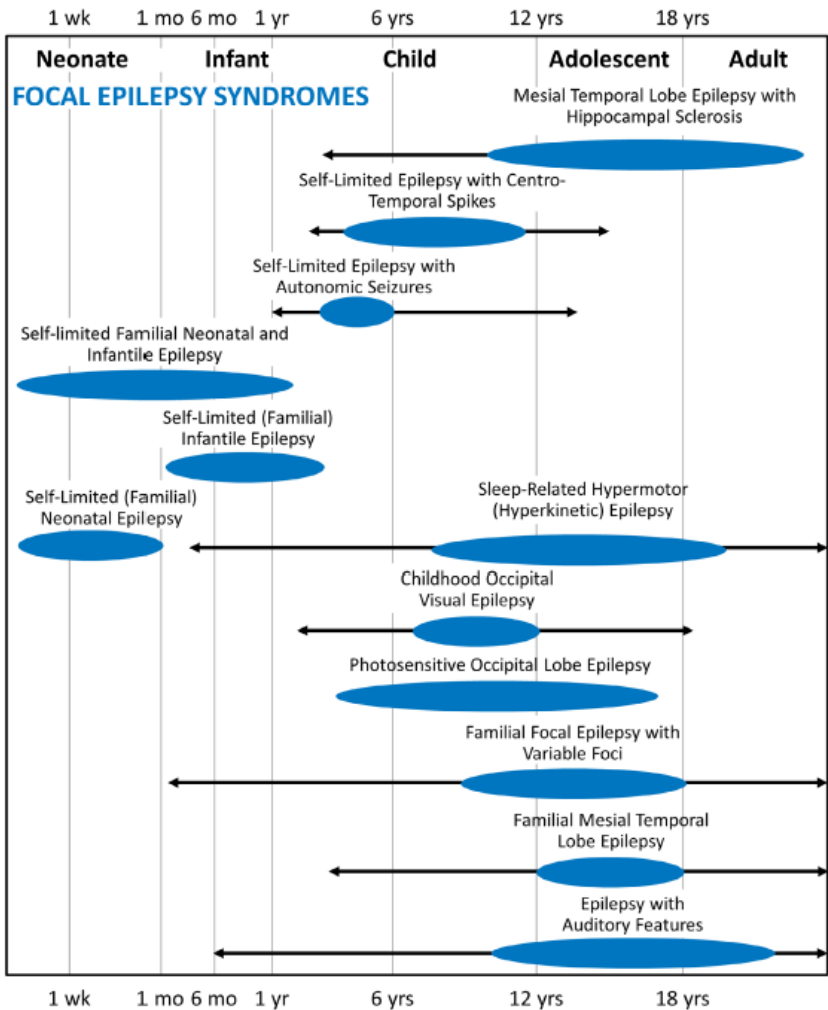 1 wk 1 mo 6 mo 1 yr 6 yrs 12 yrs 18 yrs
Neonate Infant Child Adolescent Adult
FOCAL EPILEPSY SYNDROMES
Mesial Temporal Lobe Epilepsy with
Hippocampal Sclerosis
Self-Limited Epilepsy with Centro-
Temporal Spikes
Self-Limited Epilepsy with
Autonomic Seizures
Self-limited Familial Neonatal and
Infantile Epilepsy
Self-Limited (Familial)
Infantile Epilepsy
Self-Limited (Familial)
Neonatal Epilepsy
Sleep-Related Hypermotor
(Hyperkinetic) Epilepsy
Childhood Occipital
Visual Epilepsy
Photosensitive Occipital Lobe Epilepsy
Familial Focal Epilepsy with
Variable Foci
Familial Mesial Temporal
Lobe Epilepsy
Epilepsy with
Auditory Features
1 wk 1 mo 6 mo 1 yr 6 yrs 12 yrs 18 yrs